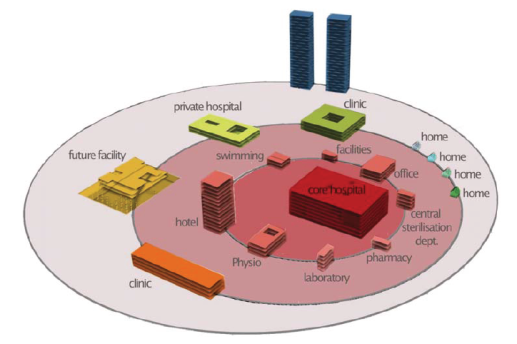 private hospital
clinic
future facility
swimming
facilities
home
home
home
home
office
core hospital
hotel
central
sterilisation
dept.
Physio
pharmacy
laboratory
clinic